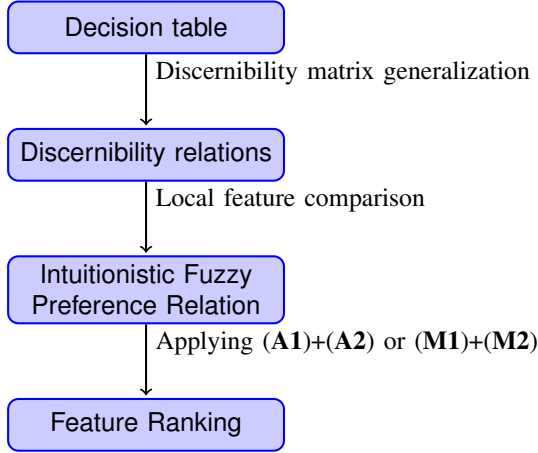 Decision table
Discernibility matrix generalization
Discernibility relations
Local feature comparison
Intuitionistic Fuzzy
Preference Relation
Applying (A1)+(A2) or (M1)+(M2)
Feature Ranking